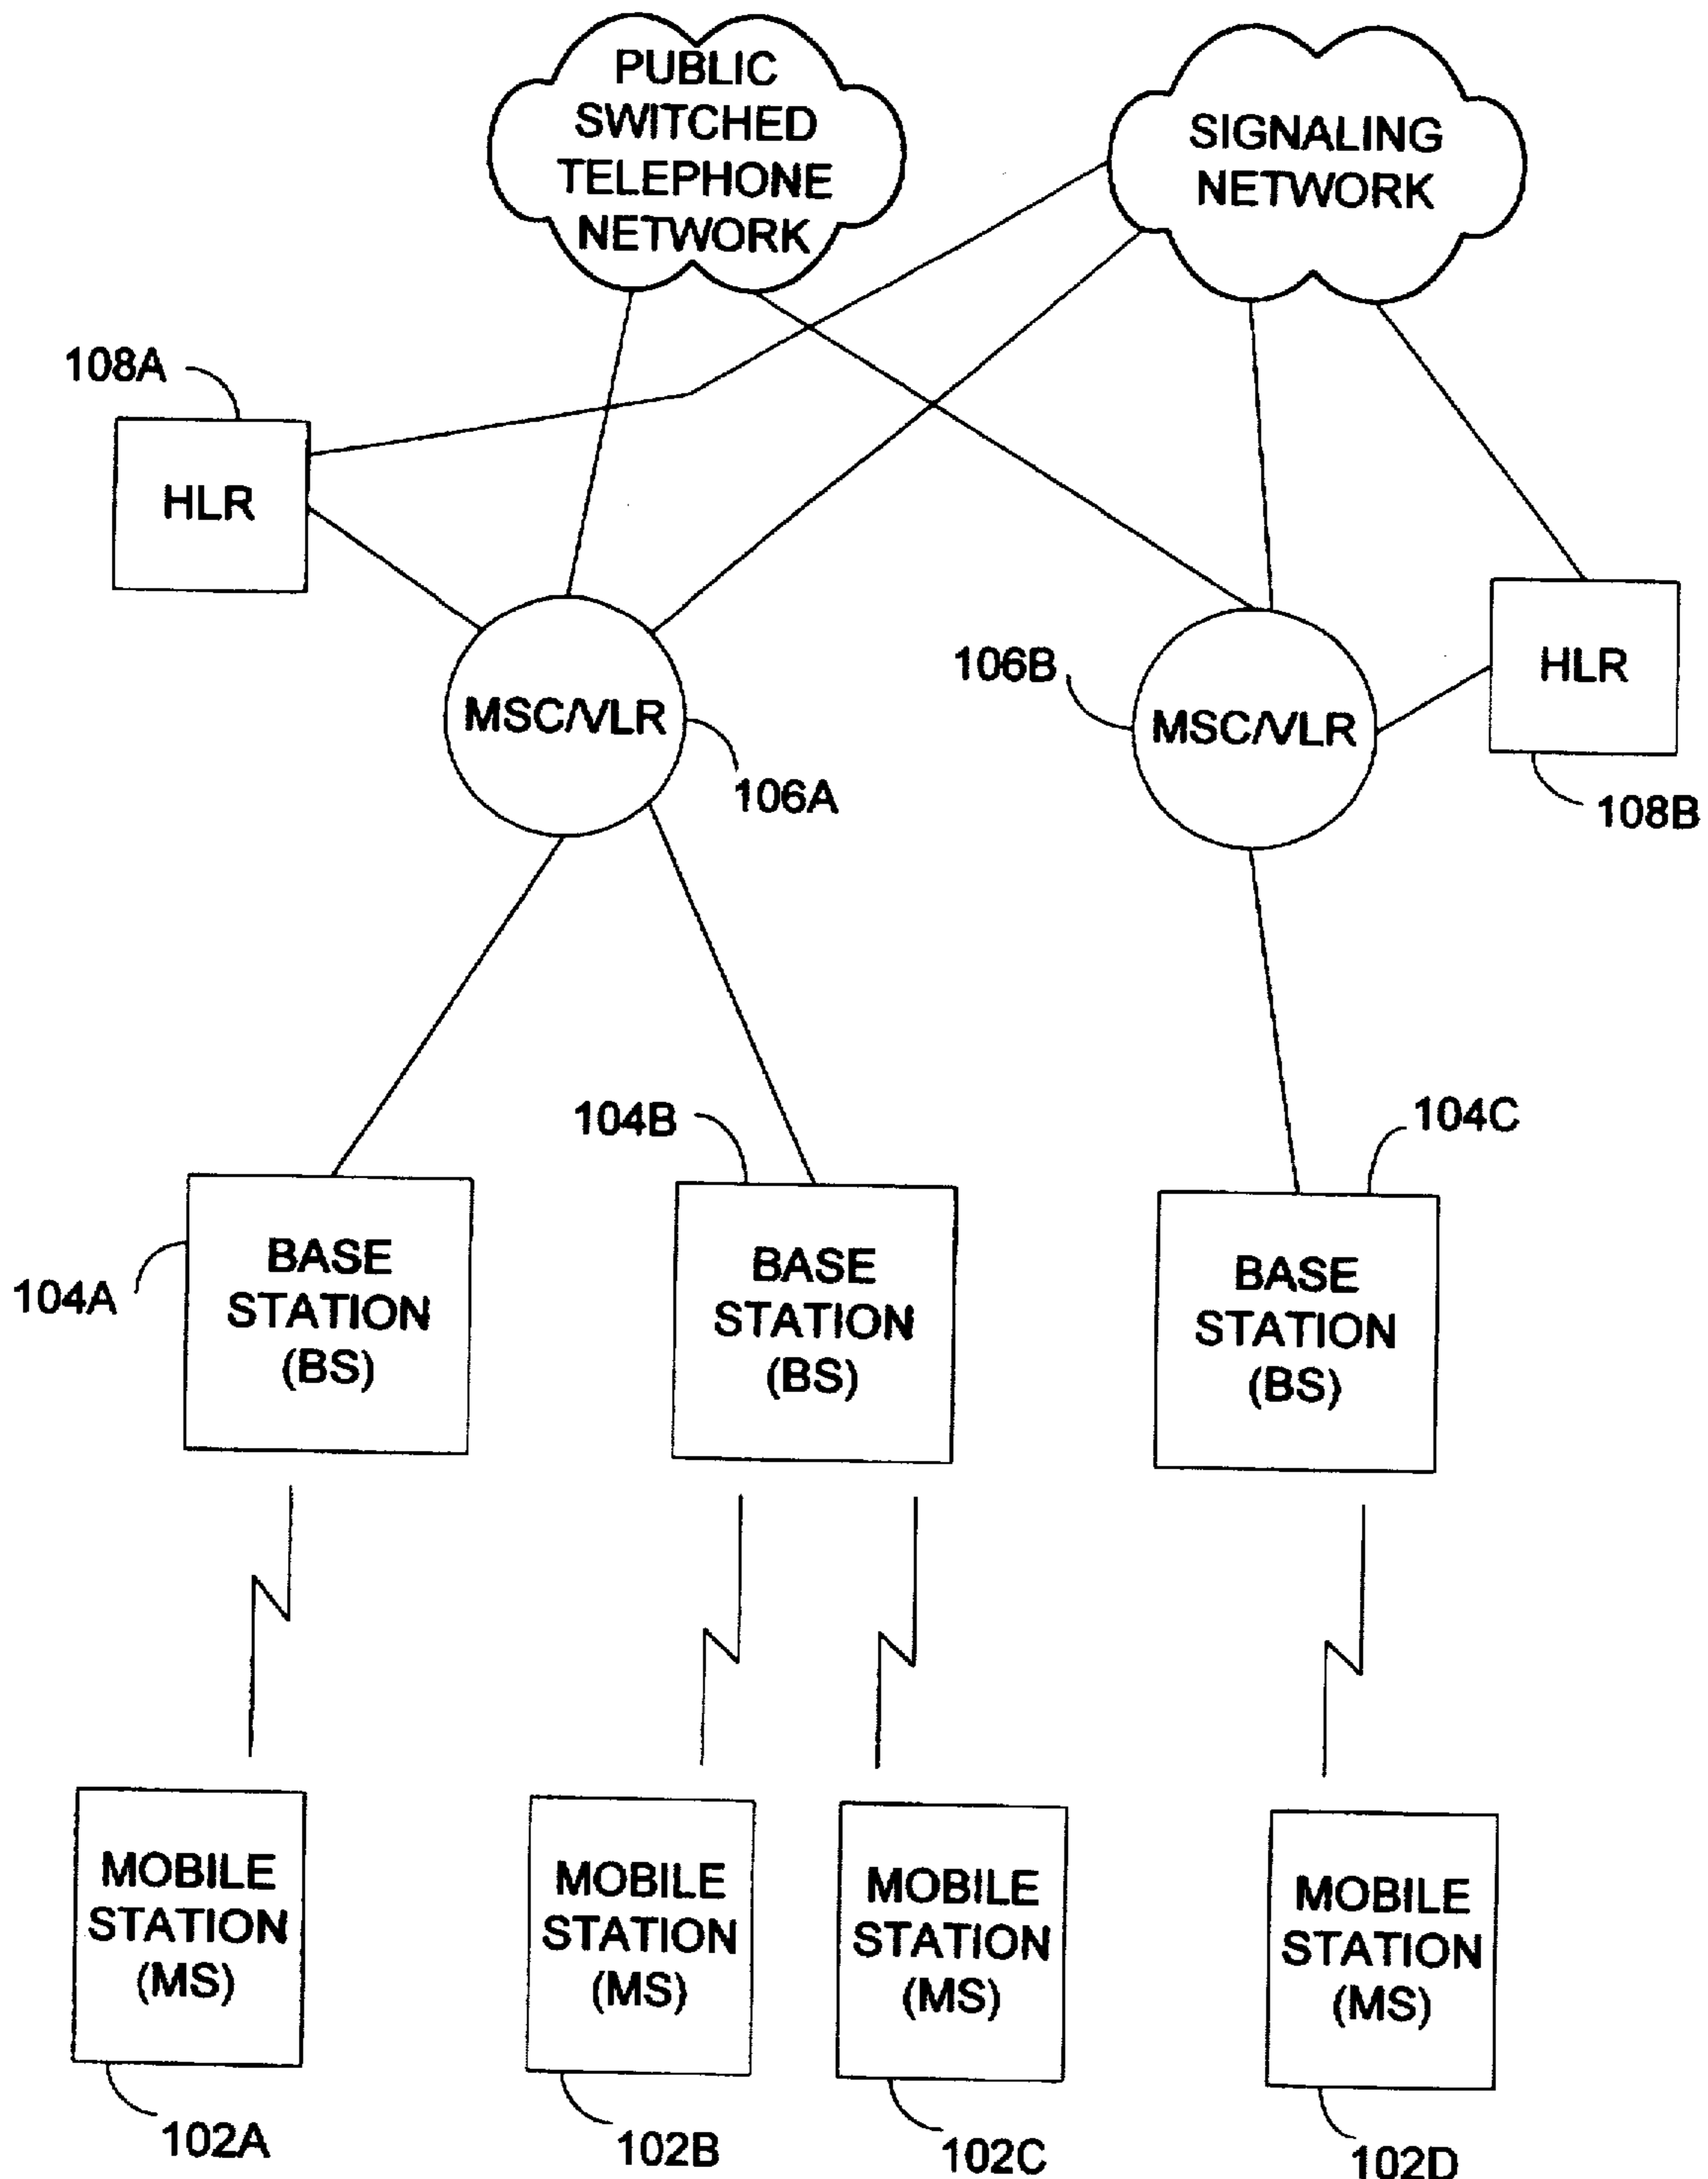 PUBLIC
SWITCHED
TELEPHONE
NETWORK
SIGNALING
NETWORK
108A
HLR
MSC/VLR
106A
106B
MSC/VLR
HLR
108B
104A
BASE
STATION
(BS)
104B
BASE
STATION
(BS)
104C
BASE
STATION
(BS)
MOBILE
STATION
(MS)
102A
MOBILE
STATION
(MS)
102B
MOBILE
STATION
(MS)
102C
MOBILE
STATION
(MS)
102D